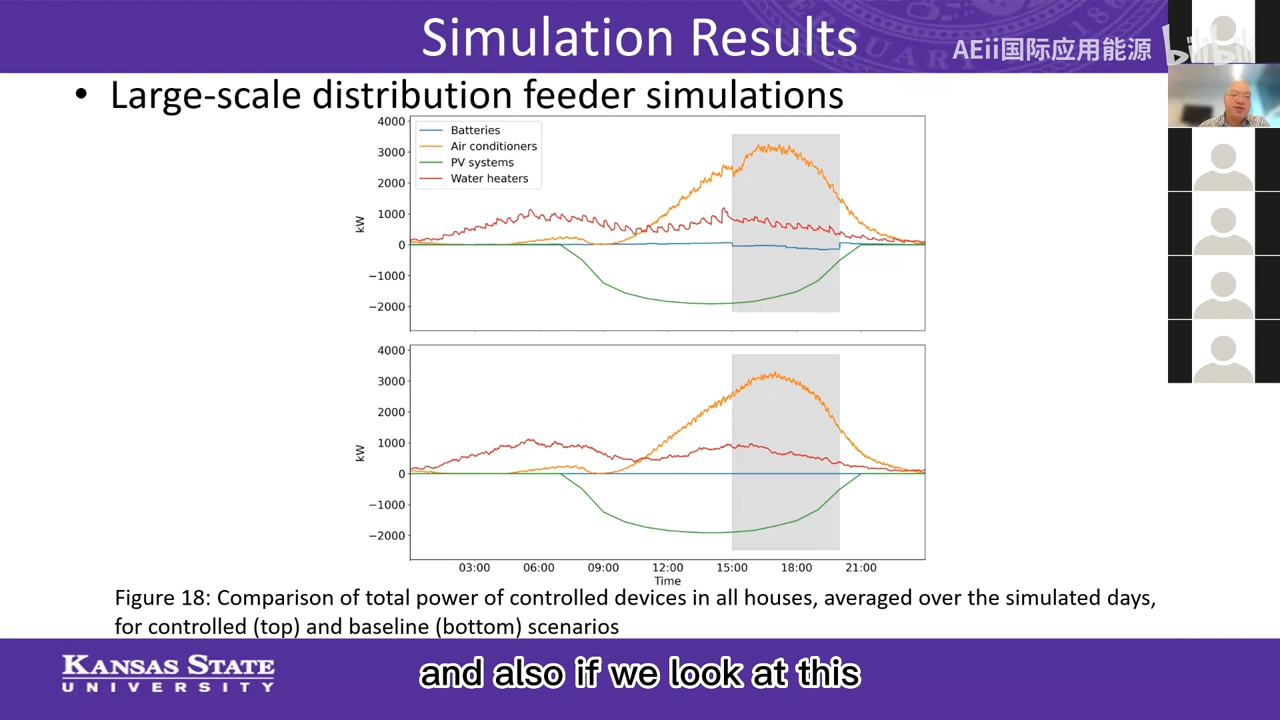 Simulation Results
AEii国际应用能源
bilibili
• Large-scale distribution feeder simulations
Batteries
Air conditioners
PV systems
Water heaters
4000
3000
2000
1000
0
−1000
−2000
kW
4000
3000
2000
1000
0
−1000
−2000
kW
03:00 06:00 09:00 12:00 15:00 18:00 21:00
Time
Figure 18: Comparison of total power of controlled devices in all houses, averaged over the simulated days,
for controlled (top) and baseline (bottom) scenarios
KANSAS STATE
UNIVERSITY
and also if we look at this